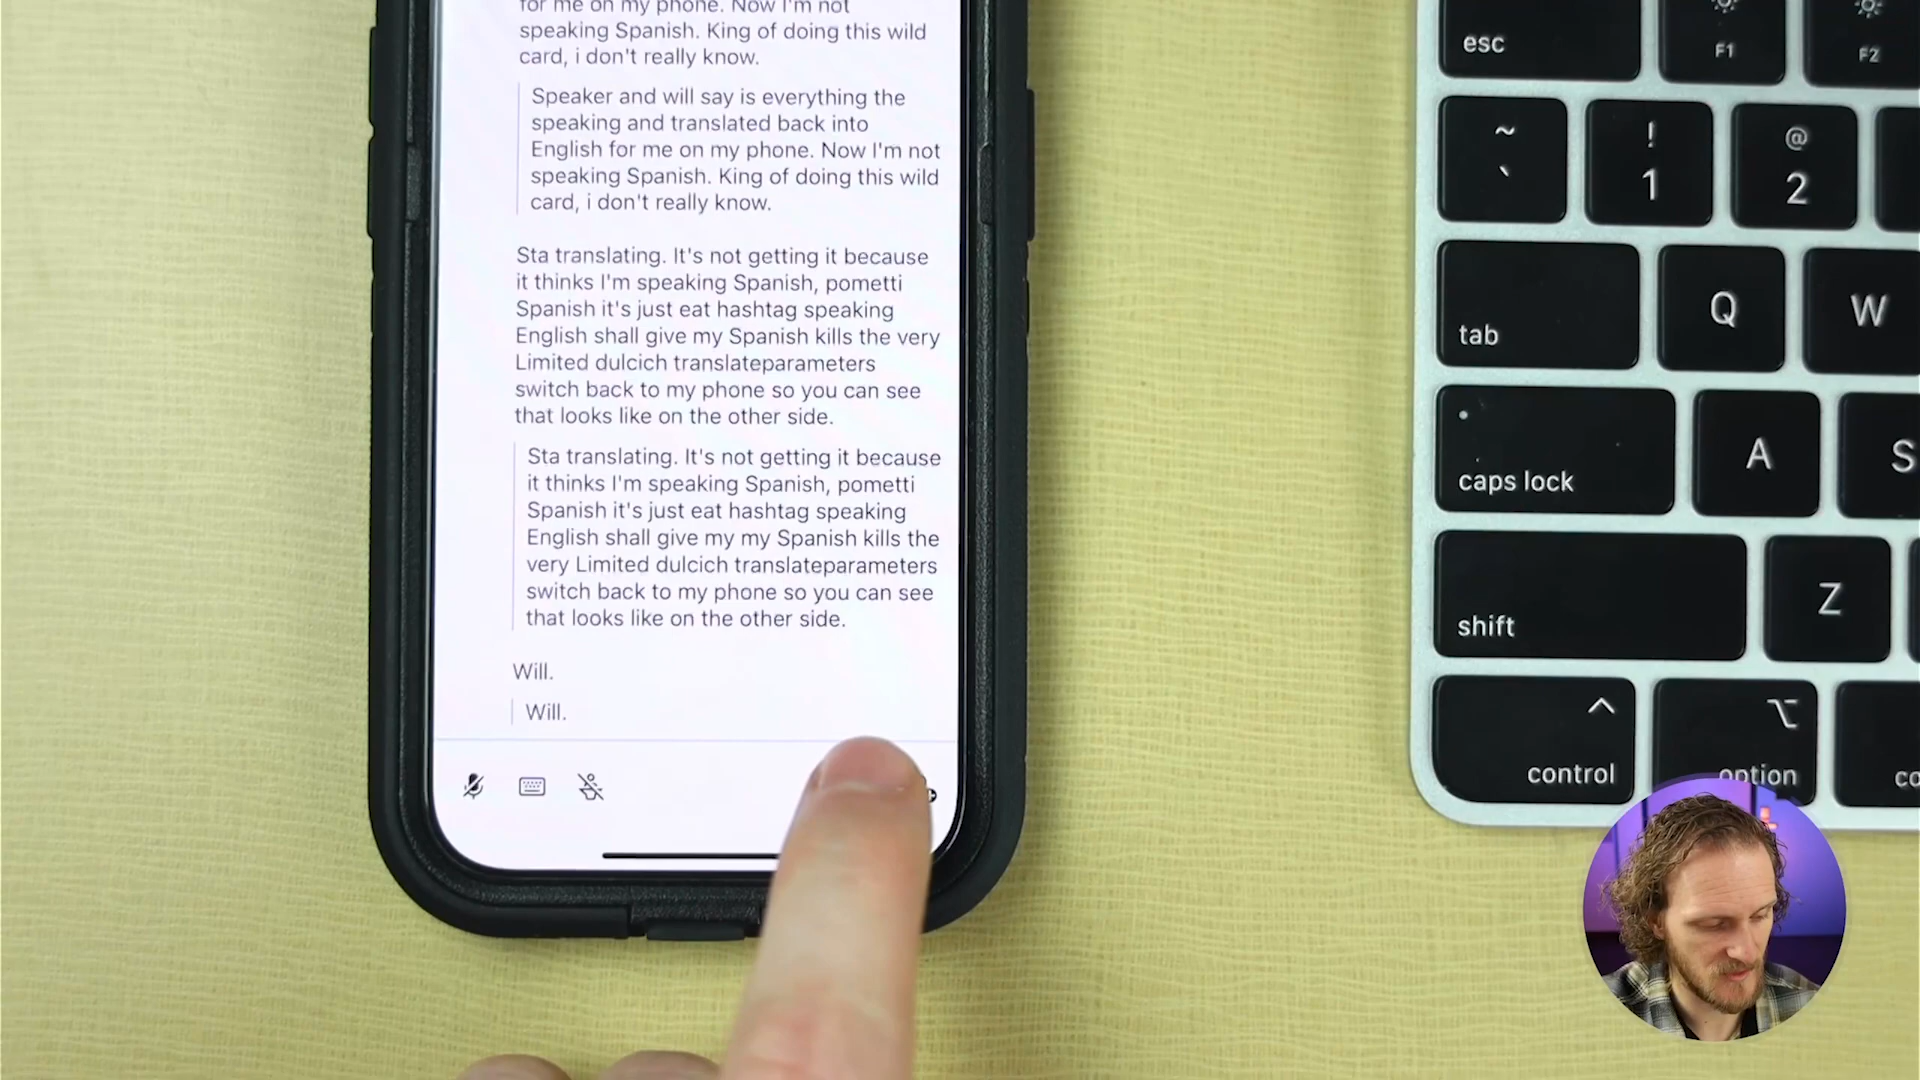 for me on my phone. Now I'm not
speaking Spanish. King of doing this wild
card, i don't really know.
Speaker and will say is everything the
speaking and translated back into
English for me on my phone. Now I'm not
speaking Spanish. King of doing this wild
card, i don't really know.
Sta translating. It's not getting it because
it thinks I'm speaking Spanish, pometti
Spanish it's just eat hashtag speaking
English shall give my Spanish kills the very
Limited dulcich translateparameters
switch back to my phone so you can see
that looks like on the other side.
Sta translating. It's not getting it because
it thinks I'm speaking Spanish, pometti
Spanish it's just eat hashtag speaking
English shall give my my Spanish kills the
very Limited dulcich translateparameters
switch back to my phone so you can see
that looks like on the other side.
Will.
Will.
esc
F1
F2
~
`
!
1
@
2
tab
Q
W
caps lock
A
S
shift
Z
control
option
co